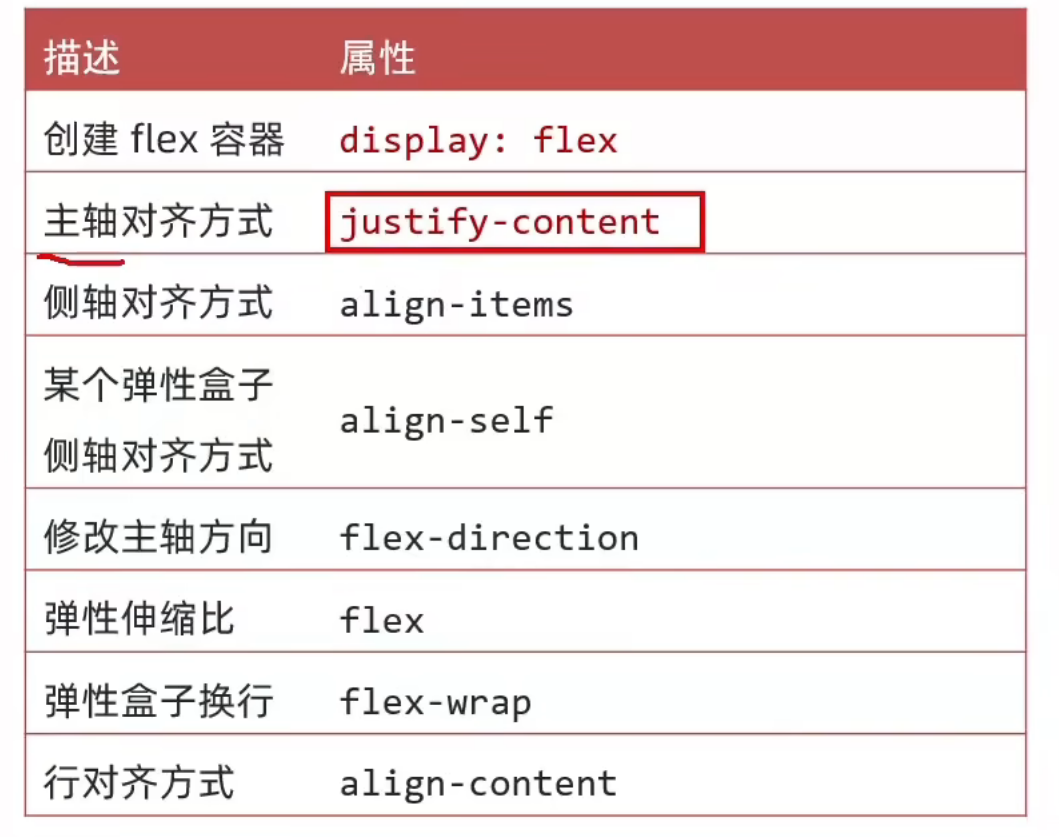 描述 属性
创建 flex 容器 display: flex
主轴对齐方式 justify-content
侧轴对齐方式 align-items
某个弹性盒子
侧轴对齐方式 align-self
修改主轴方向 flex-direction
弹性伸缩比 flex
弹性盒子换行 flex-wrap
行对齐方式 align-content